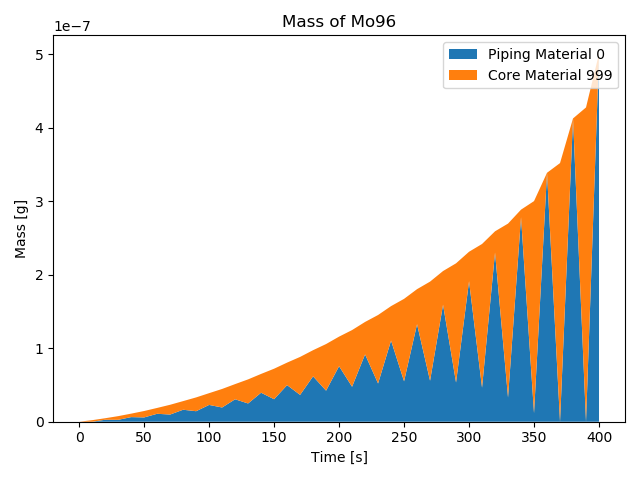 Mass of Mo96
1e−7
5
4
3
2
1
0
Mass [g]
Piping Material 0
Core Material 999
0 50 100 150 200 250 300 350 400
Time [s]